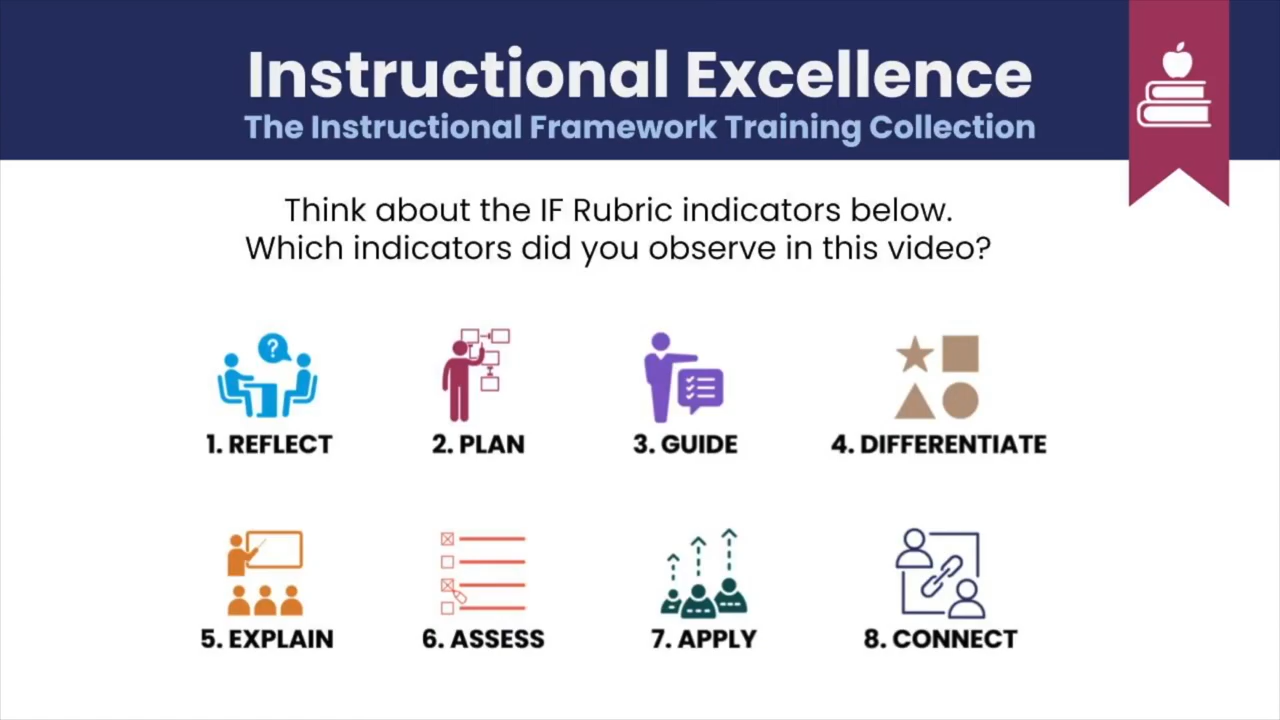 Instructional Excellence
The Instructional Framework Training Collection
Think about the IF Rubric indicators below.
Which indicators did you observe in this video?
?
1. REFLECT
2. PLAN
3. GUIDE
4. DIFFERENTIATE
5. EXPLAIN
6. ASSESS
7. APPLY
8. CONNECT